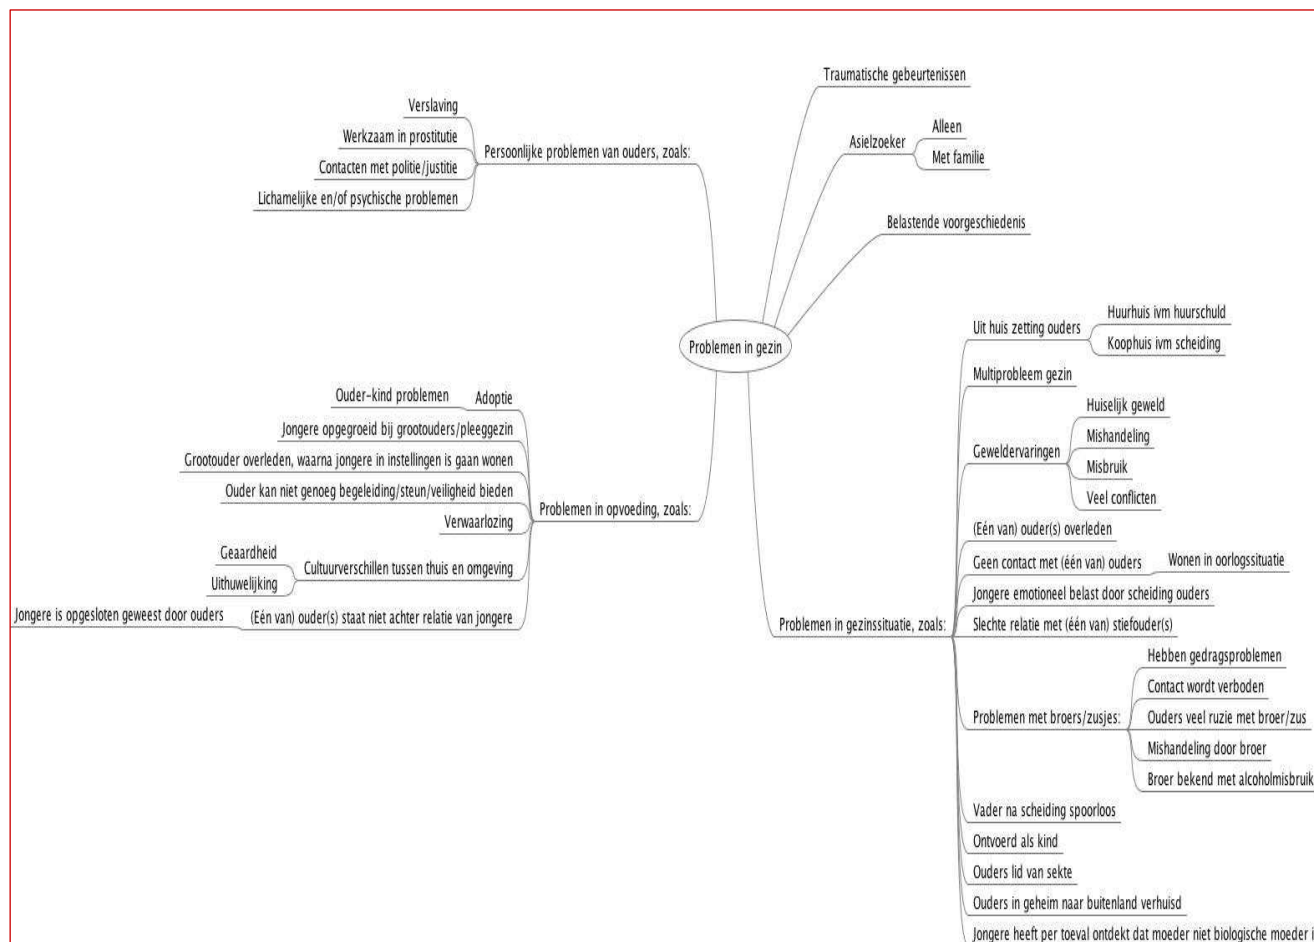 Problemen in gezin
Persoonlijke problemen van ouders, zoals:
Verslaving
Werkzaam in prostitutie
Contacten met politie/justitie
Lichamelijke en/of psychische problemen
Traumatische gebeurtenissen
Asielzoeker
Alleen
Met familie
Belastende voorgeschiedenis
Problemen in opvoeding, zoals:
Adoptie
Ouder-kind problemen
Jongere opgegroeid bij grootouders/pleeggezin
Grootouder overleden, waarna jongere in instellingen is gaan wonen
Ouder kan niet genoeg begeleiding/steun/veiligheid bieden
Verwaarlozing
Cultuurverschillen tussen thuis en omgeving
Geaardheid
Uithuwelijking
(Eén van) ouder(s) staat niet achter relatie van jongere
Jongere is opgesloten geweest door ouders
Problemen in gezinssituatie, zoals:
Uit huis zetting ouders
Huurhuis ivm huurschuld
Koophuis ivm scheiding
Multiprobleem gezin
Geweldervaringen
Huiselijk geweld
Mishandeling
Misbruik
Veel conflicten
(Eén van) ouder(s) overleden
Geen contact met (één van) ouders
Wonen in oorlogssituatie
Jongere emotioneel belast door scheiding ouders
Slechte relatie met (één van) stiefouder(s)
Problemen met broers/zusjes:
Hebben gedragsproblemen
Contact wordt verboden
Ouders veel ruzie met broer/zus
Mishandeling door broer
Broer bekend met alcoholmisbruik
Vader na scheiding spoorloos
Ontvoerd als kind
Ouders lid van sekte
Ouders in geheim naar buitenland verhuisd
Jongere heeft per toeval ontdekt dat moeder niet biologische moeder